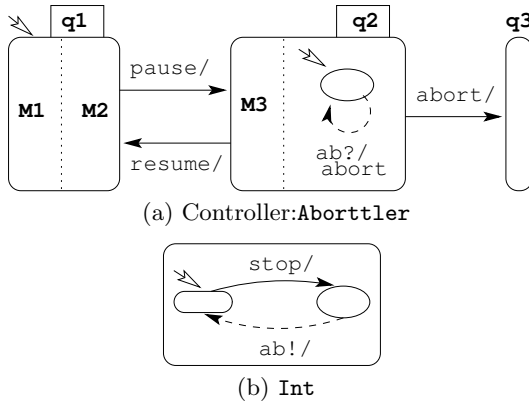 q1
q2
q3
M1
M2
pause/
resume/
M3
ab?/
abort
abort/
(a) Controller:Aborttler
stop/
ab!/
(b) Int